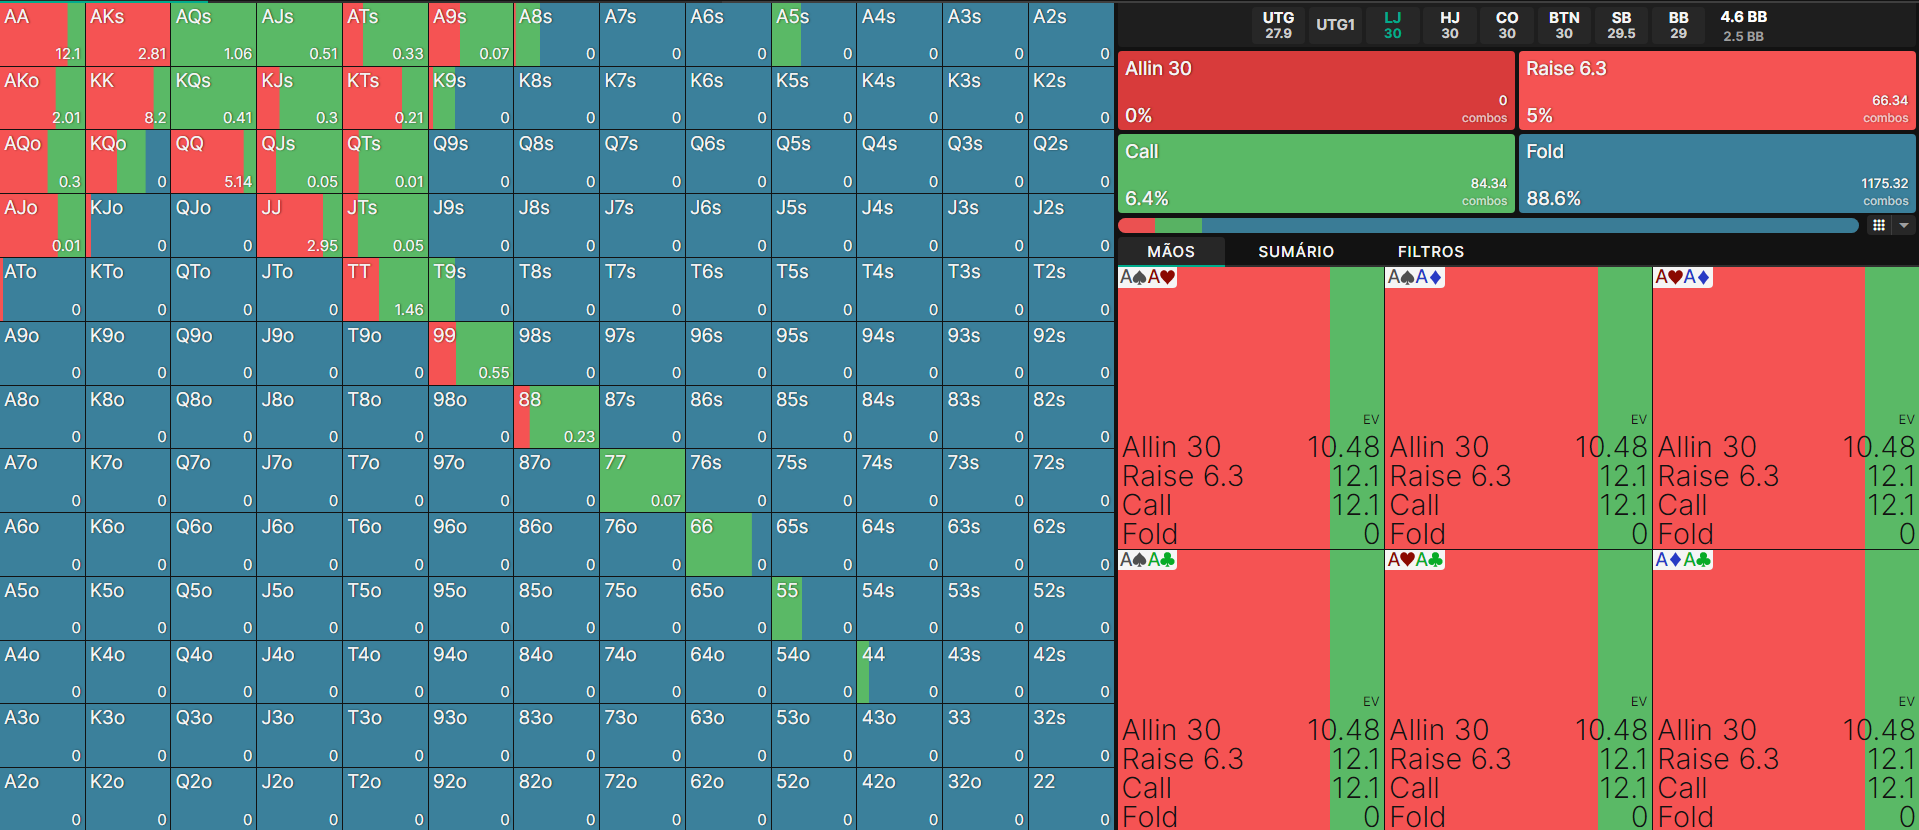 AA AKs AQs AJs ATs A9s A8s A7s A6s A5s A4s A3s A2s
12.1 2.81 1.06 0.51 0.33 0.07 0 0 0 0 0 0 0
AKo KK KQs KJs KTs K9s K8s K7s K6s K5s K4s K3s K2s
2.01 8.2 0.41 0.3 0.21 0 0 0 0 0 0 0 0
AQo KQo QQ QJs QTs Q9s Q8s Q7s Q6s Q5s Q4s Q3s Q2s
0.3 0 5.14 0.05 0.01 0 0 0 0 0 0 0 0
AJo KJo QJo JJ JTs J9s J8s J7s J6s J5s J4s J3s J2s
0.01 0 0 2.95 0.05 0 0 0 0 0 0 0 0
ATo KTo QTo JTo TT T9s T8s T7s T6s T5s T4s T3s T2s
0 0 0 0 1.46 0 0 0 0 0 0 0 0
A9o K9o Q9o J9o T9o 99 98s 97s 96s 95s 94s 93s 92s
0 0 0 0 0 0.55 0 0 0 0 0 0 0
A8o K8o Q8o J8o T8o 98o 88 87s 86s 85s 84s 83s 82s
0 0 0 0 0 0 0.23 0 0 0 0 0 0
A7o K7o Q7o J7o T7o 97o 87o 77 76s 75s 74s 73s 72s
0 0 0 0 0 0 0 0.07 0 0 0 0 0
A6o K6o Q6o J6o T6o 96o 86o 76o 66 65s 64s 63s 62s
0 0 0 0 0 0 0 0 0 0 0 0 0
A5o K5o Q5o J5o T5o 95o 85o 75o 65o 55 54s 53s 52s
0 0 0 0 0 0 0 0 0 0 0 0 0
A4o K4o Q4o J4o T4o 94o 84o 74o 64o 54o 44 43s 42s
0 0 0 0 0 0 0 0 0 0 0 0 0
A3o K3o Q3o J3o T3o 93o 83o 73o 63o 53o 43o 33 32s
0 0 0 0 0 0 0 0 0 0 0 0 0
A2o K2o Q2o J2o T2o 92o 82o 72o 62o 52o 42o 32o 22
0 0 0 0 0 0 0 0 0 0 0 0 0
UTG UTG1 LJ HJ CO BTN SB BB 4.6 BB
27.9 30 30 30 30 29.5 29 2.5 BB
Allin 30
0
0% combos
Raise 6.3
66.34
5% combos
Call
84.34
6.4% combos
Fold
1175.32
88.6% combos
MÃOS SUMÁRIO FILTROS
A♠A♥ A♠A♦ A♥A♦
EV EV EV
Allin 30 10.48 Allin 30 10.48 Allin 30 10.48
Raise 6.3 12.1 Raise 6.3 12.1 Raise 6.3 12.1
Call 12.1 Call 12.1 Call 12.1
Fold 0 Fold 0 Fold 0
A♠A♣ A♥A♣ A♦A♣
EV EV EV
Allin 30 10.48 Allin 30 10.48 Allin 30 10.48
Raise 6.3 12.1 Raise 6.3 12.1 Raise 6.3 12.1
Call 12.1 Call 12.1 Call 12.1
Fold 0 Fold 0 Fold 0